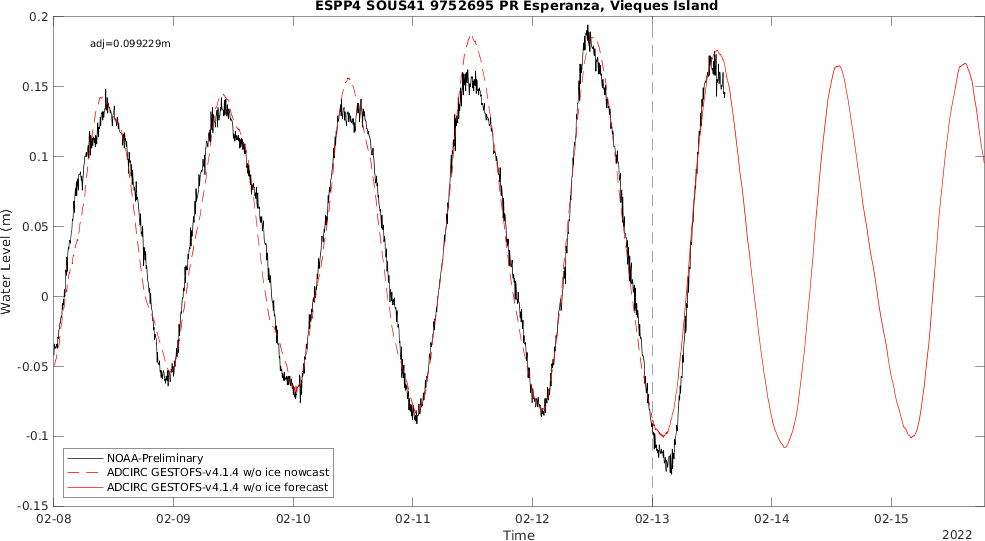 ESPP4 SOUS41 9752695 PR Esperanza, Vieques Island
adj=0.099229m
0.2
0.15
0.1
0.05
0
-0.05
-0.1
-0.15
Water Level (m)
NOAA-Preliminary
ADCIRC GESTOFS-v4.1.4 w/o ice nowcast
ADCIRC GESTOFS-v4.1.4 w/o ice forecast
02-08 02-09 02-10 02-11 02-12 02-13 02-14 02-15
Time
2022